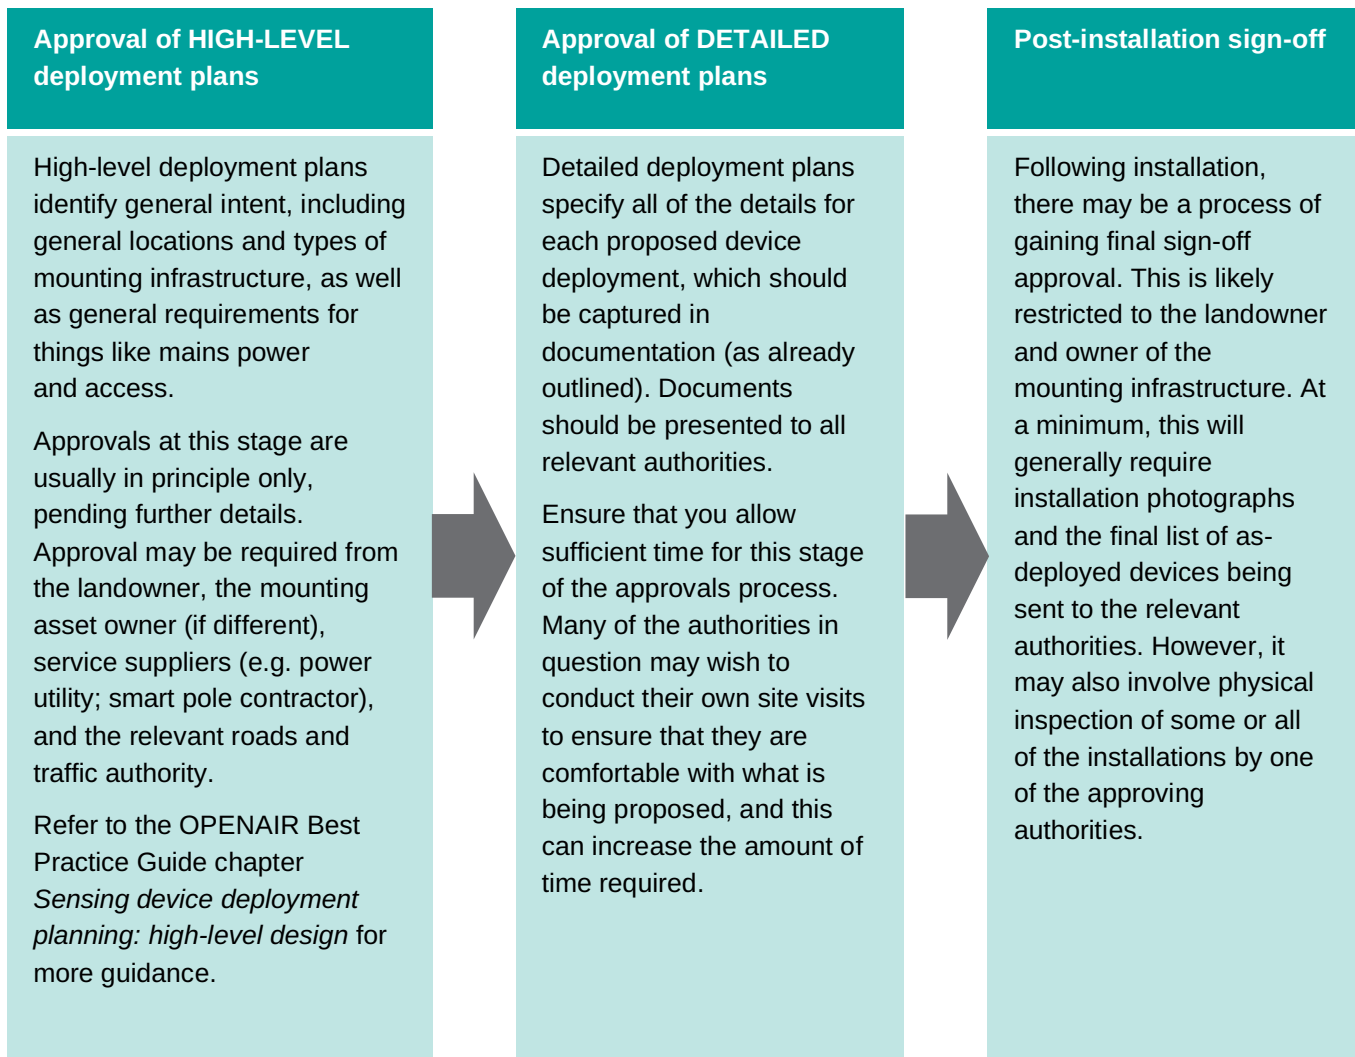 Approval of HIGH-LEVEL
deployment plans
High-level deployment plans
identify general intent, including
general locations and types of
mounting infrastructure, as well
as general requirements for
things like mains power
and access.
Approvals at this stage are
usually in principle only,
pending further details.
Approval may be required from
the landowner, the mounting
asset owner (if different),
service suppliers (e.g. power
utility; smart pole contractor),
and the relevant roads and
traffic authority.
Refer to the OPENAIR Best
Practice Guide chapter
Sensing device deployment
planning: high-level design for
more guidance.
Approval of DETAILED
deployment plans
Detailed deployment plans
specify all of the details for
each proposed device
deployment, which should
be captured in
documentation (as already
outlined). Documents
should be presented to all
relevant authorities.
Ensure that you allow
sufficient time for this stage
of the approvals process.
Many of the authorities in
question may wish to
conduct their own site visits
to ensure that they are
comfortable with what is
being proposed, and this
can increase the amount of
time required.
Post-installation sign-off
Following installation,
there may be a process of
gaining final sign-off
approval. This is likely
restricted to the landowner
and owner of the
mounting infrastructure. At
a minimum, this will
generally require
installation photographs
and the final list of as-
deployed devices being
sent to the relevant
authorities. However, it
may also involve physical
inspection of some or all
of the installations by one
of the approving
authorities.